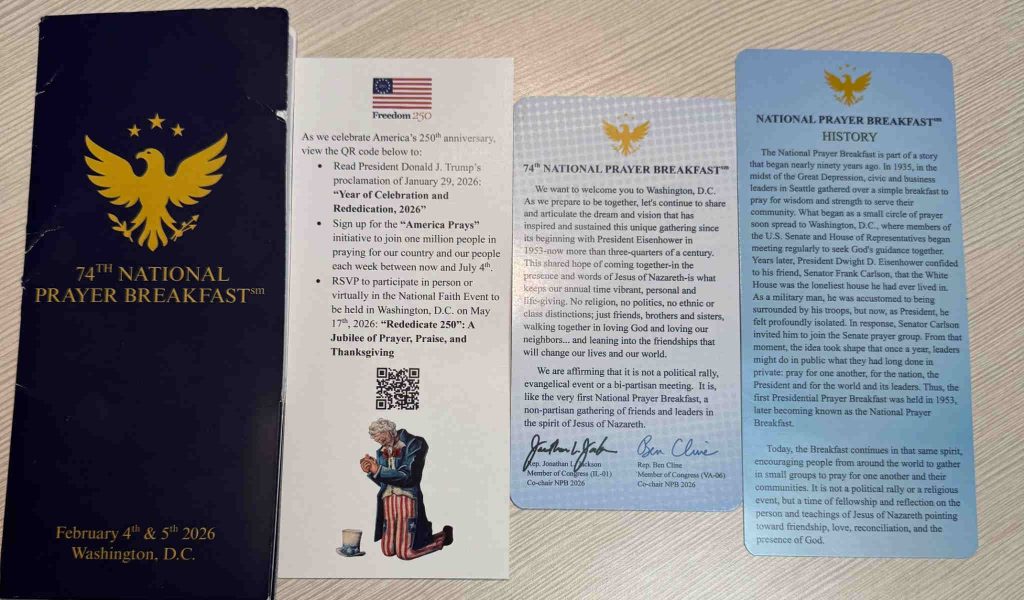 74TH NATIONAL
PRAYER BREAKFASTsm
February 4th & 5th 2026
Washington, D.C.
Freedom 250
As we celebrate America's 250th anniversary,
view the QR code below to:
• Read President Donald J. Trump's
proclamation of January 29, 2026:
"Year of Celebration and
Rededication, 2026"
• Sign up for the "America Prays"
initiative to join one million people in
praying for our country and our people
each week between now and July 4th.
• RSVP to participate in person or
virtually in the National Faith Event to
be held in Washington, D.C. on May
17th, 2026: "Rededicate 250": A
Jubilee of Prayer, Praise, and
Thanksgiving
74th NATIONAL PRAYER BREAKFASTsm
We want to welcome you to Washington, D.C.
As we prepare to be together, let's continue to share
and articulate the dream and vision that has
inspired and sustained this unique gathering since
its beginning with President Eisenhower in
1953-now more than three-quarters of a century.
This shared hope of coming together-in the
presence and words of Jesus of Nazareth-is what
keeps our annual time vibrant, personal and
life-giving. No religion, no politics, no ethnic or
class distinctions; just friends, brothers and sisters,
walking together in loving God and loving our
neighbors... and leaning into the friendships that
will change our lives and our world.
We are affirming that it is not a political rally,
evangelical event or a bi-partisan meeting. It is,
like the very first National Prayer Breakfast, a
non-partisan gathering of friends and leaders in
the spirit of Jesus of Nazareth.
Jonathan L. Jackson
Ben Cline
Rep. Jonathan L. Jackson
Member of Congress (IL-01)
Co-chair NPB 2026
Rep. Ben Cline
Member of Congress (VA-06)
Co-chair NPB 2026
NATIONAL PRAYER BREAKFASTsm
HISTORY
The National Prayer Breakfast is part of a story
that began nearly ninety years ago. In 1935, in the
midst of the Great Depression, civic and business
leaders in Seattle gathered over a simple breakfast to
pray for wisdom and strength to serve their
community. What began as a small circle of prayer
soon spread to Washington, D.C., where members of
the U.S. Senate and House of Representatives began
meeting regularly to seek God's guidance together.
Years later, President Dwight D. Eisenhower confided
to his friend, Senator Frank Carlson, that the White
House was the loneliest house he had ever lived in.
As a military man, he was accustomed to being
surrounded by his troops, but now, as President, he
felt profoundly isolated. In response, Senator Carlson
invited him to join the Senate prayer group. From that
moment, the idea took shape that once a year, leaders
might do in public what they had long done in
private: pray for one another, for the nation, the
President and for the world and its leaders. Thus, the
first Presidential Prayer Breakfast was held in 1953,
later becoming known as the National Prayer
Breakfast.
Today, the Breakfast continues in that same spirit,
encouraging people from around the world to gather
in small groups to pray for one another and their
communities. It is not a political rally or a religious
event, but a time of fellowship and reflection on the
person and teachings of Jesus of Nazareth pointing
toward friendship, love, reconciliation, and the
presence of God.